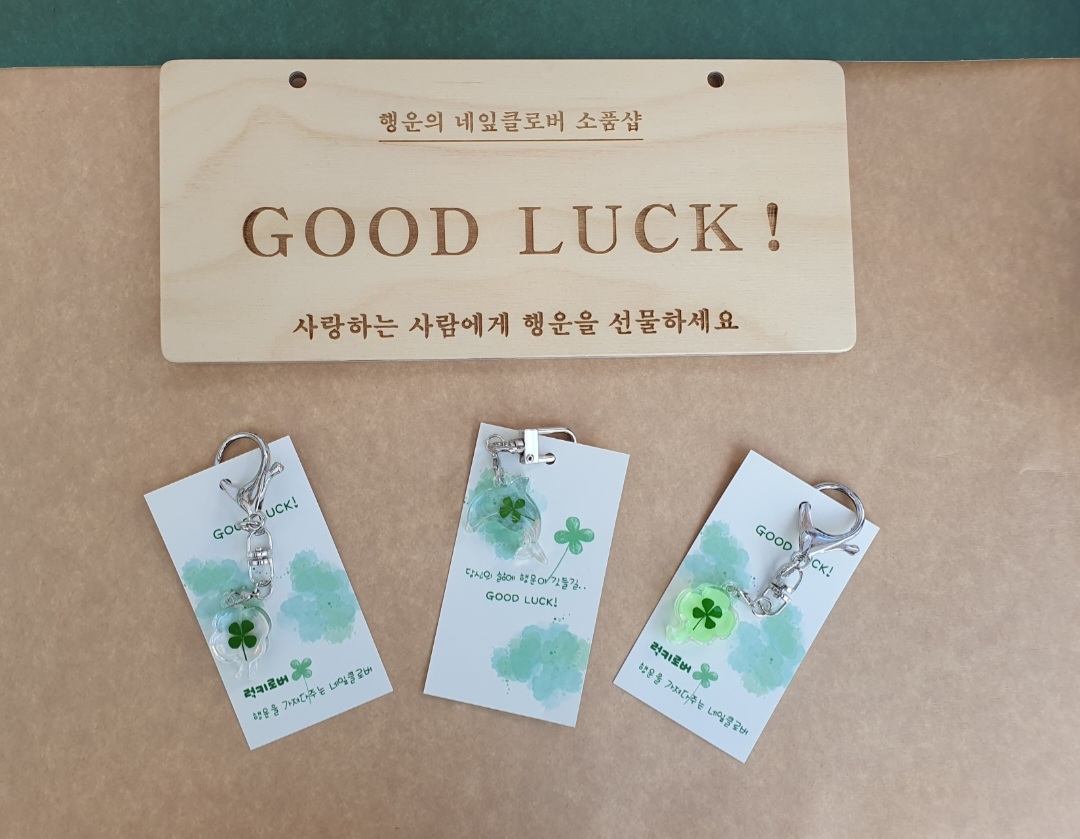 행운의 네잎클로버 소품샵
GOOD LUCK!
사랑하는 사람에게 행운을 선물하세요
GOOD LUCK!
럭키로버
행운을 가져다주는 네잎클로버
당신의 삶에 행운이 깃들길..
GOOD LUCK!
GOOD LUCK!
럭키로버
행운을 가져다주는 네잎클로버